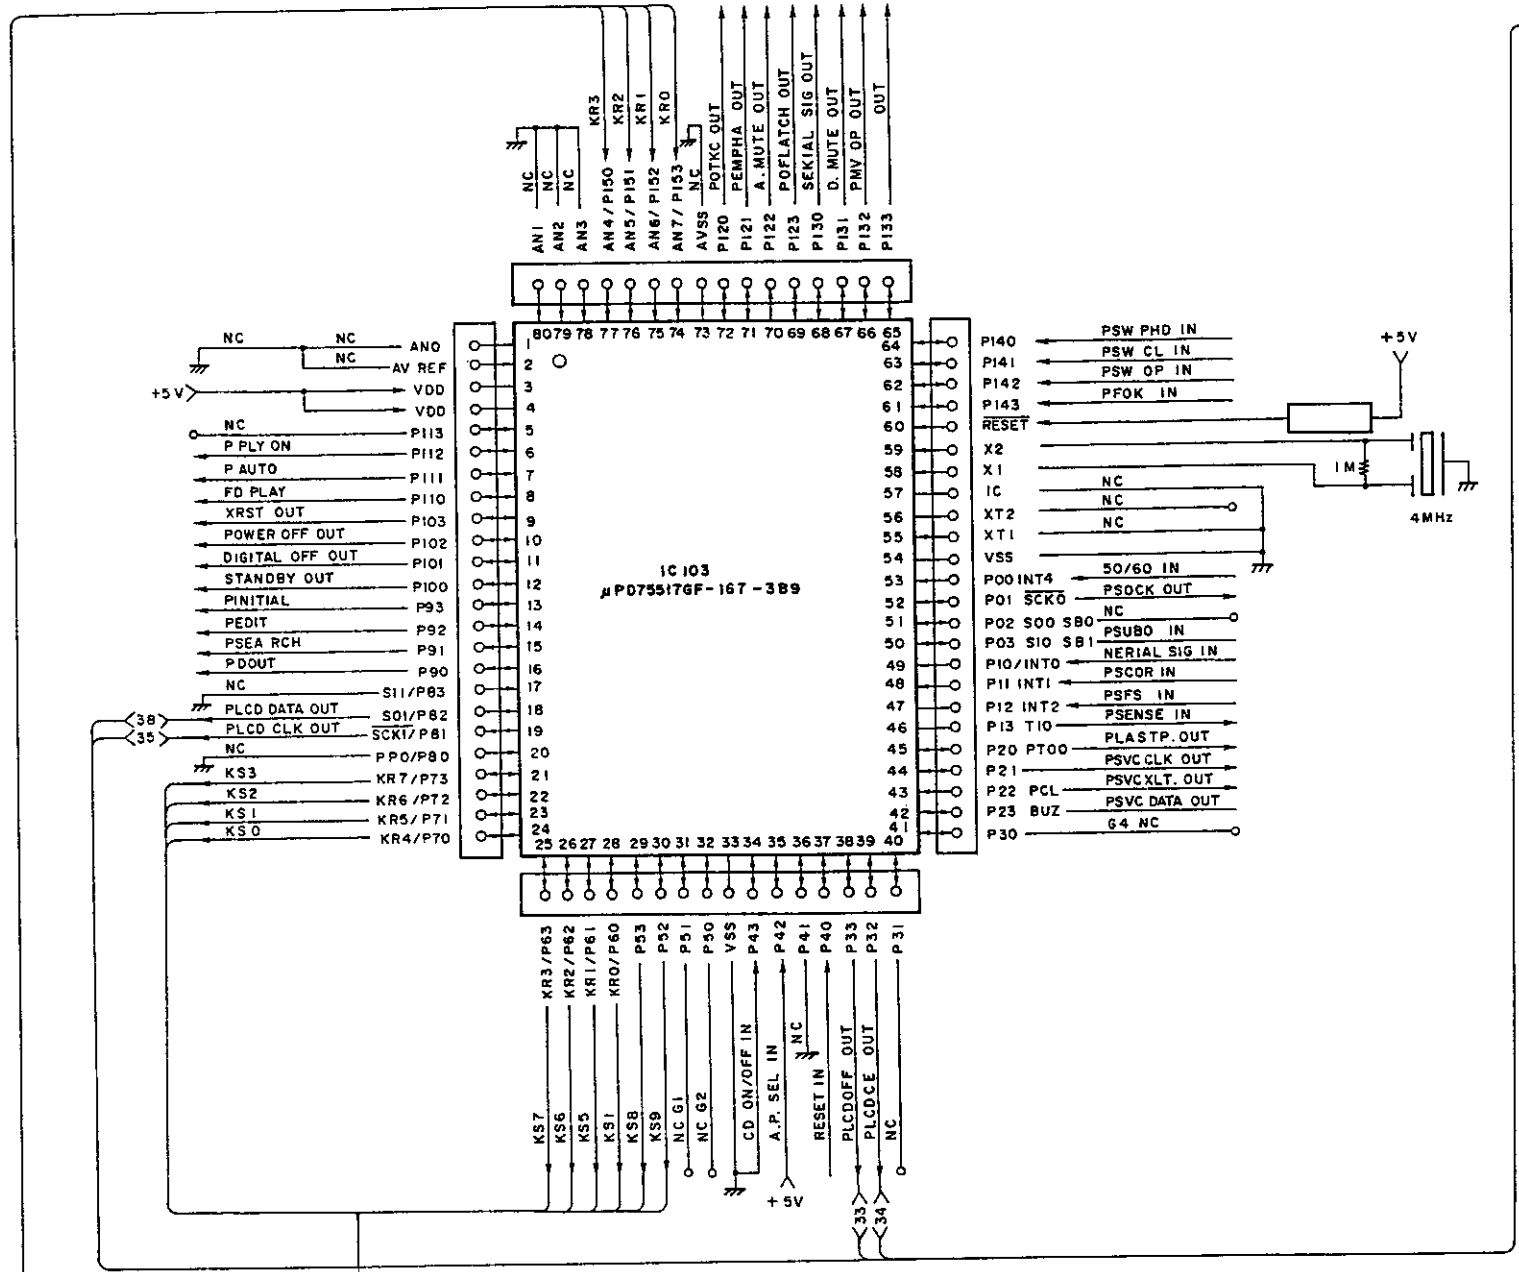 KR3
KR2
KR1
KR0
NC
NC
NC
NC
POTKC OUT
PEMPHA OUT
A. MUTE OUT
POFLATCH OUT
SEKIAL SIG OUT
D. MUTE OUT
PMV OP OUT
OUT
AN1
AN2
AN3
AN4/P150
AN5/P151
AN6/P152
AN7/P153
AVSS
P120
P121
P122
P123
P130
P131
P132
P133
80 79 78 77 76 75 74 73 72 71 70 69 68 67 66 65
NC NC AN0 1
NC AV REF 2
+5V VDD 3
VDD 4
NC P113 5
P PLY ON P112 6
P AUTO P111 7
FD PLAY P110 8
XRST OUT P103 9
POWER OFF OUT P102 10
DIGITAL OFF OUT P101 11
STANDBY OUT P100 12
PINITIAL P93 13
PEDIT P92 14
PSEA RCH P91 15
PDOUT P90 16
NC S11/P83 17
38 PLCD DATA OUT S01/P82 18
35 PLCD CLK OUT SCK1/P81 19
NC PPO/P80 20
KS3 KR7/P73 21
KS2 KR6/P72 22
KS1 KR5/P71 23
KS0 KR4/P70 24
IC103
μPD75517GF-167-3B9
64 P140 PSW PHD IN
63 P141 PSW CL IN
62 P142 PSW OP IN
61 P143 PFOK IN
60 RESET
+5V
59 X2
58 X1
1M
4MHz
57 IC NC
56 XT2 NC
55 XT1 NC
54 VSS
53 P00 INT4 50/60 IN
52 P01 SCK0 PSOCK OUT
51 P02 S00 SB0 NC
50 P03 S10 SB1 PSUBO IN
49 P10/INT0 NERIAL SIG IN
48 P11 INT1 PSCOR IN
47 P12 INT2 PSFS IN
46 P13 TI0 PSENSE IN
45 P20 PT00 PLASTP. OUT
44 P21 PSVC CLK OUT
43 P22 PCL PSVCXLT. OUT
42 P23 BUZ PSVC DATA OUT
41 P30 G4 NC
25 26 27 28 29 30 31 32 33 34 35 36 37 38 39 40
KR3/P63
KR2/P62
KR1/P61
KR0/P60
P53
P52
P51
P50
VSS
P43
P42
P41
P40
P33
P32
P31
KS7
KS6
KS5
KS1
KS8
KS9
NC G1
NC G2
CD ON/OFF IN
A.P. SEL IN
NC
RESET IN
PLCDOFF OUT
PLCDCE OUT
NC
+5V
33
34